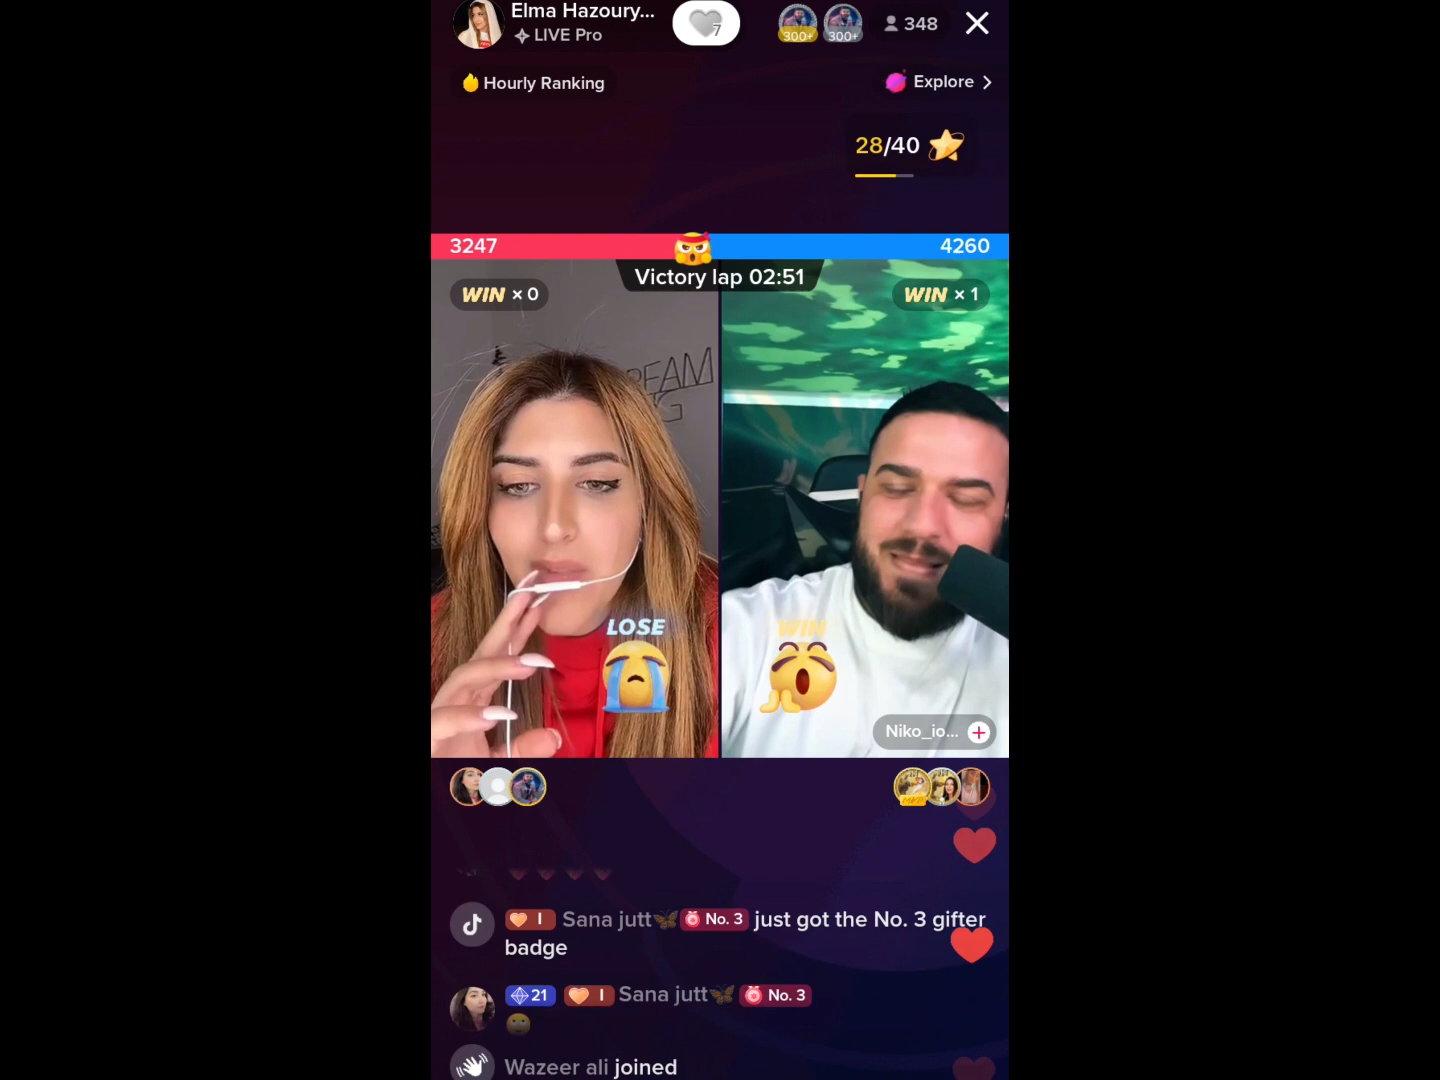 Elma Hazoury...
LIVE Pro
7
300+
300+
348
Hourly Ranking
Explore
28/40
3247
4260
Victory lap 02:51
WIN × 0
WIN × 1
LOSE
WIN
Niko_io...
I Sana jutt No. 3 just got the No. 3 gifter
badge
21 I Sana jutt No. 3
Wazeer ali joined